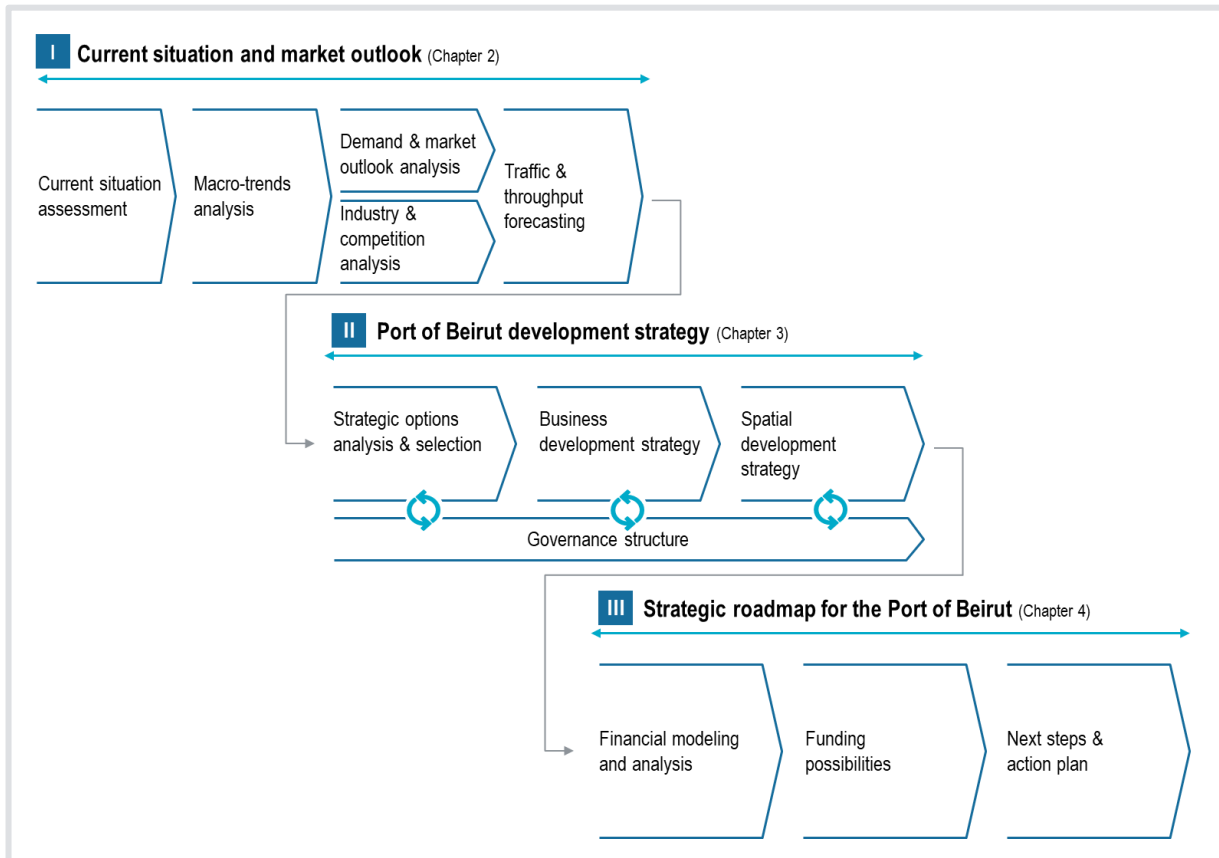 I Current situation and market outlook (Chapter 2)
Current situation
assessment
Macro-trends
analysis
Demand & market
outlook analysis
Industry &
competition
analysis
Traffic &
throughput
forecasting
II Port of Beirut development strategy (Chapter 3)
Strategic options
analysis & selection
Business
development strategy
Spatial
development
strategy
Governance structure
III Strategic roadmap for the Port of Beirut (Chapter 4)
Financial modeling
and analysis
Funding
possibilities
Next steps &
action plan